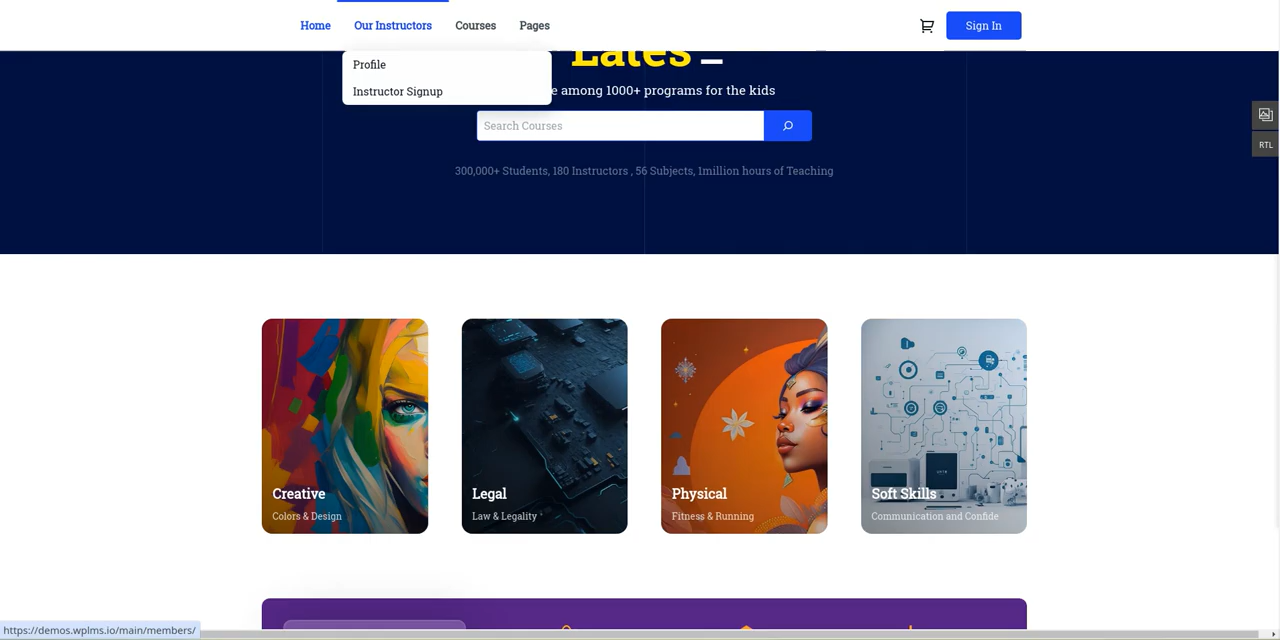 Home Our Instructors Courses Pages Sign In
Profile
Instructor Signup
among 1000+ programs for the kids
Search Courses
300,000+ Students, 180 Instructors , 56 Subjects, 1million hours of Teaching
RTL
Creative
Colors & Design
Legal
Law & Legality
Physical
Fitness & Running
Soft Skills
Communication and Confide
https://demos.wplms.io/main/members/